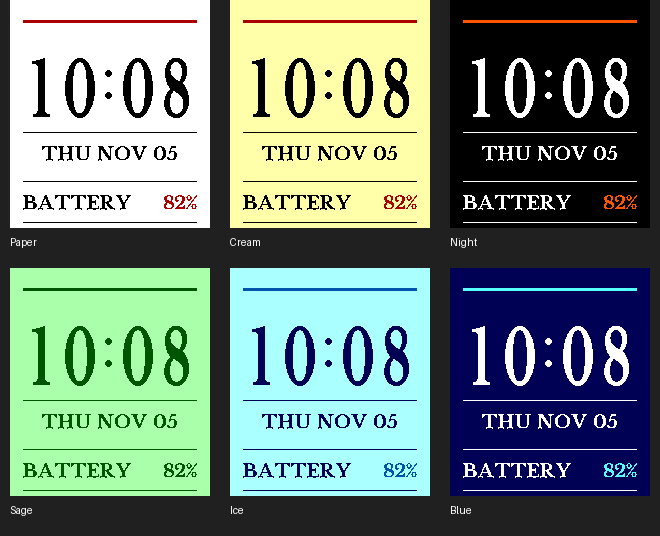 10:08
THU NOV 05
BATTERY 82%
Paper
10:08
THU NOV 05
BATTERY 82%
Cream
10:08
THU NOV 05
BATTERY 82%
Night
10:08
THU NOV 05
BATTERY 82%
Sage
10:08
THU NOV 05
BATTERY 82%
Ice
10:08
THU NOV 05
BATTERY 82%
Blue